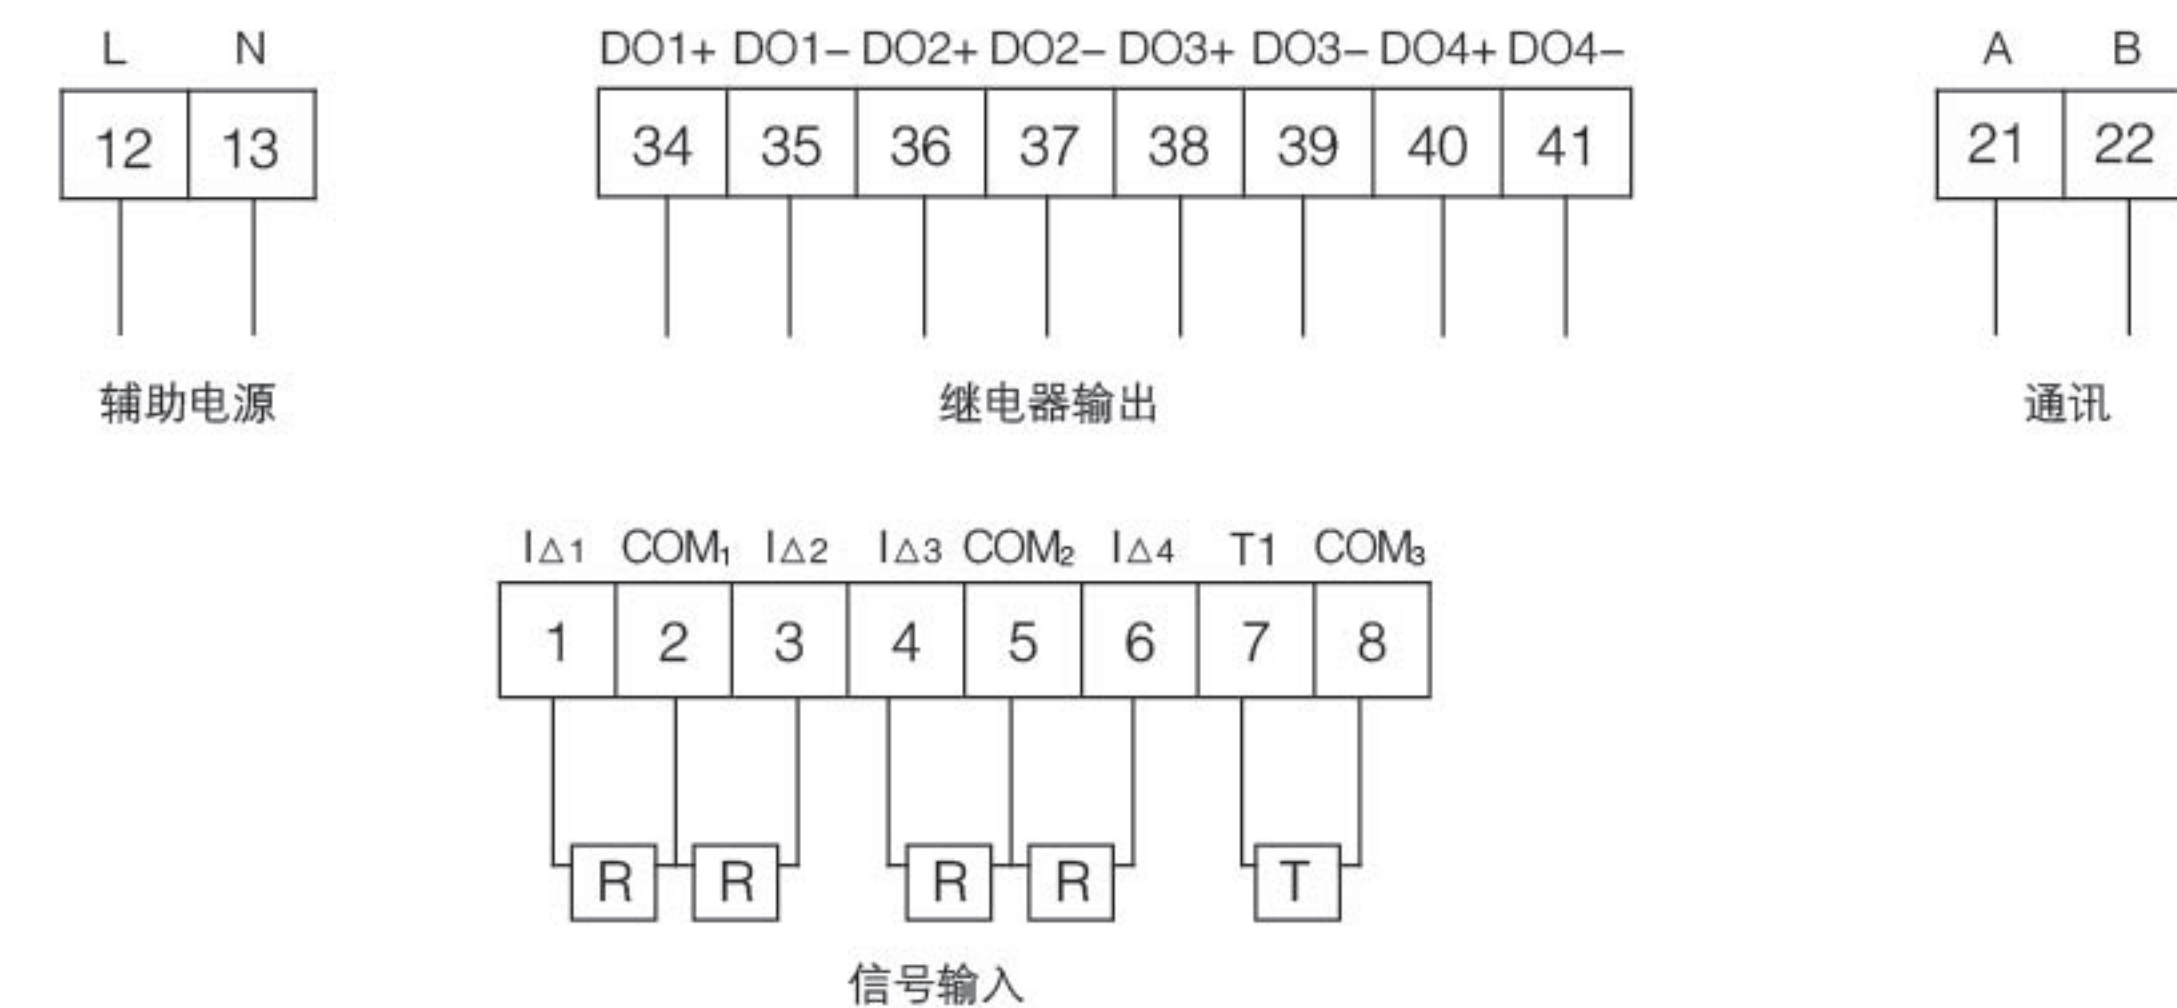 L N
DO1+ DO1– DO2+ DO2– DO3+ DO3– DO4+ DO4–
A B
12 13
34 35 36 37 38 39 40 41
21 22
辅助电源
继电器输出
通讯
I△1 COM₁ I△2 I△3 COM₂ I△4 T1 COM₃
1 2 3 4 5 6 7 8
R R R R T
信号输入